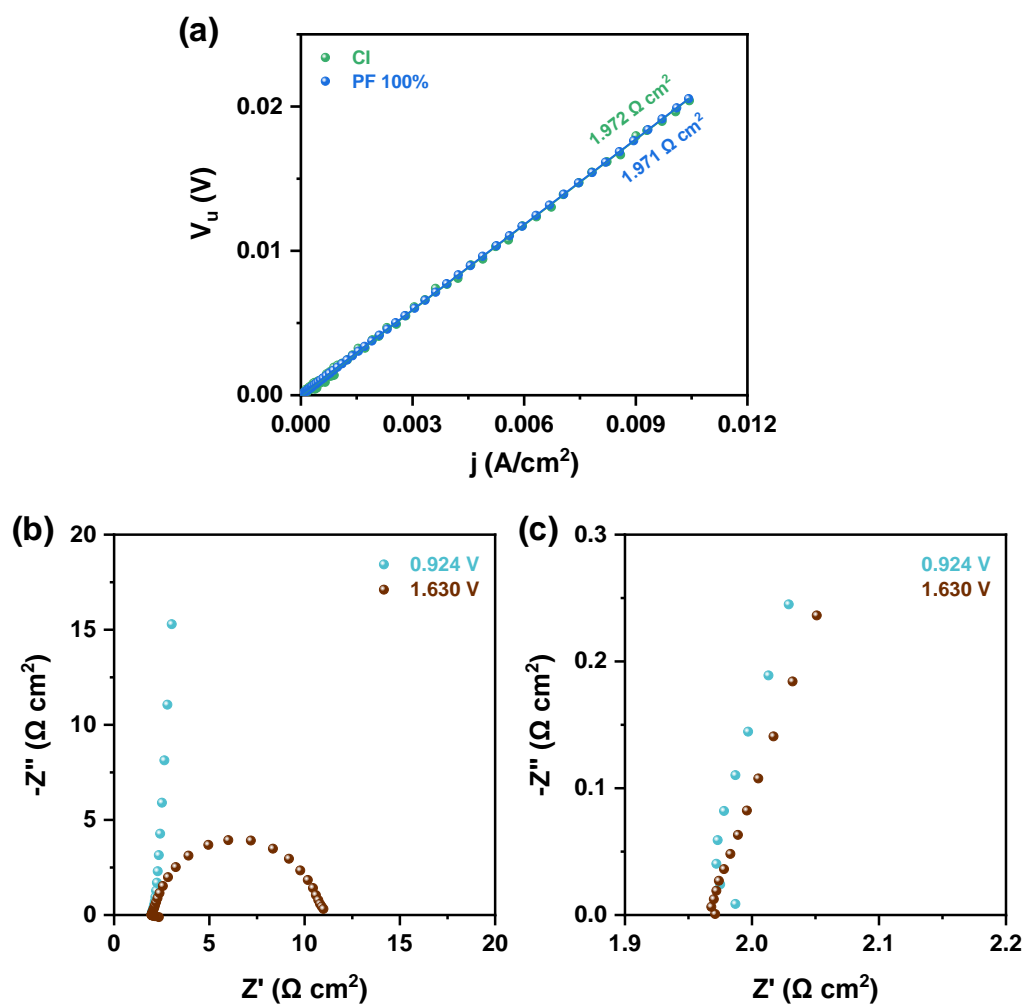 (a)
CI
PF 100%
1.972 Ω cm²
1.971 Ω cm²
0.02
0.01
0.00
V_u (V)
0.000 0.003 0.006 0.009 0.012
j (A/cm²)
(b)
20
15
10
5
0
-Z'' (Ω cm²)
0.924 V
1.630 V
0 5 10 15 20
Z' (Ω cm²)
(c)
0.3
0.2
0.1
0.0
-Z'' (Ω cm²)
0.924 V
1.630 V
1.9 2.0 2.1 2.2
Z' (Ω cm²)